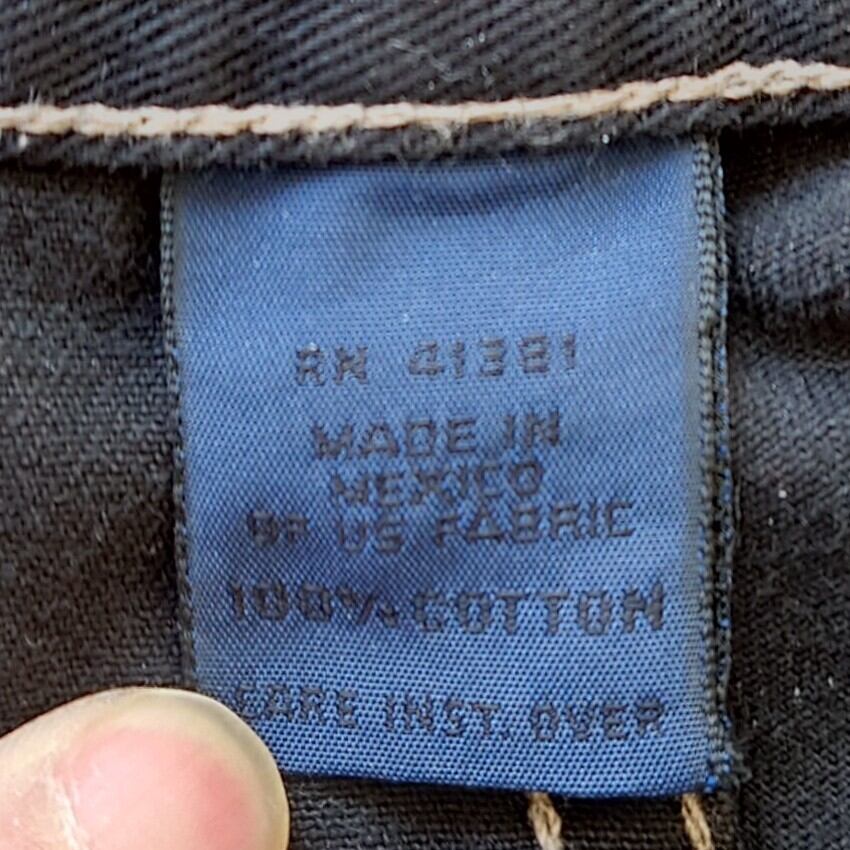 RN 41381
MADE IN
MEXICO
OF US FABRIC
100% COTTON
CARE INST. OVER